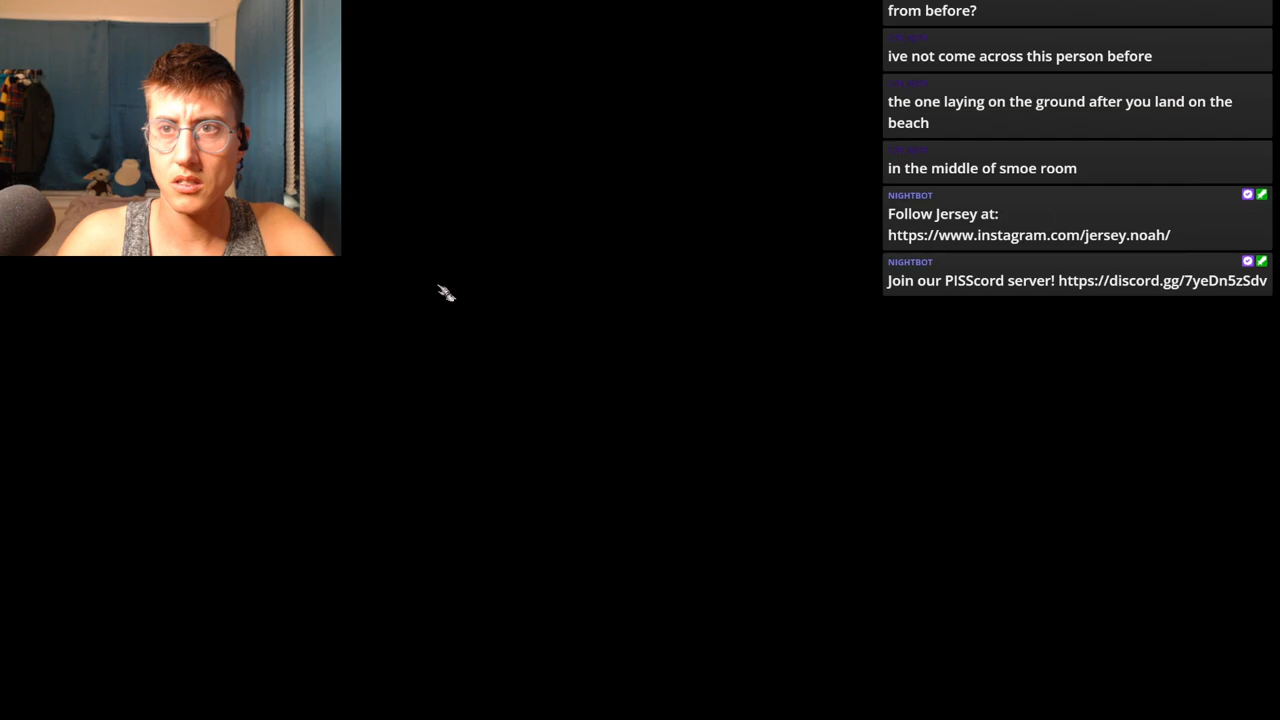 from before?
ive not come across this person before
the one laying on the ground after you land on the
beach
in the middle of smoe room
NIGHTBOT
Follow Jersey at:
https://www.instagram.com/jersey.noah/
NIGHTBOT
Join our PISScord server! https://discord.gg/7yeDn5zSdv